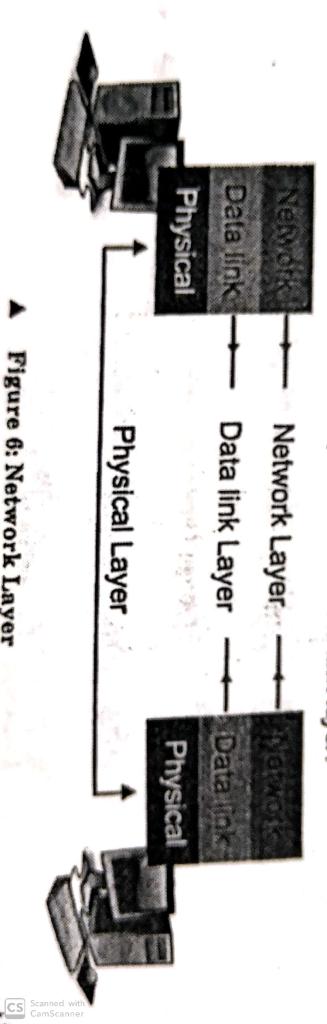 Network
Data link
Physical
Network Layer
Data link Layer
Physical Layer
Network
Data link
Physical
▲ Figure 6: Network Layer
CS
Scanned with
CamScanner